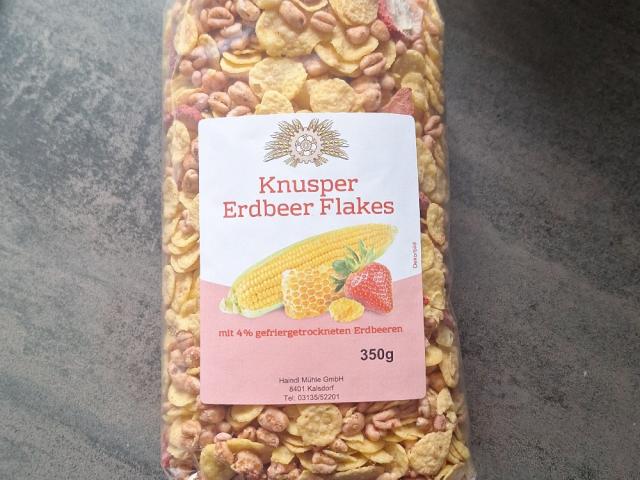 Knusper
Erdbeer Flakes
Dekorbild
mit 4% gefriergetrockneten Erdbeeren
350g
Haindl Mühle GmbH
8401 Kalsdorf
Tel: 03135/52201